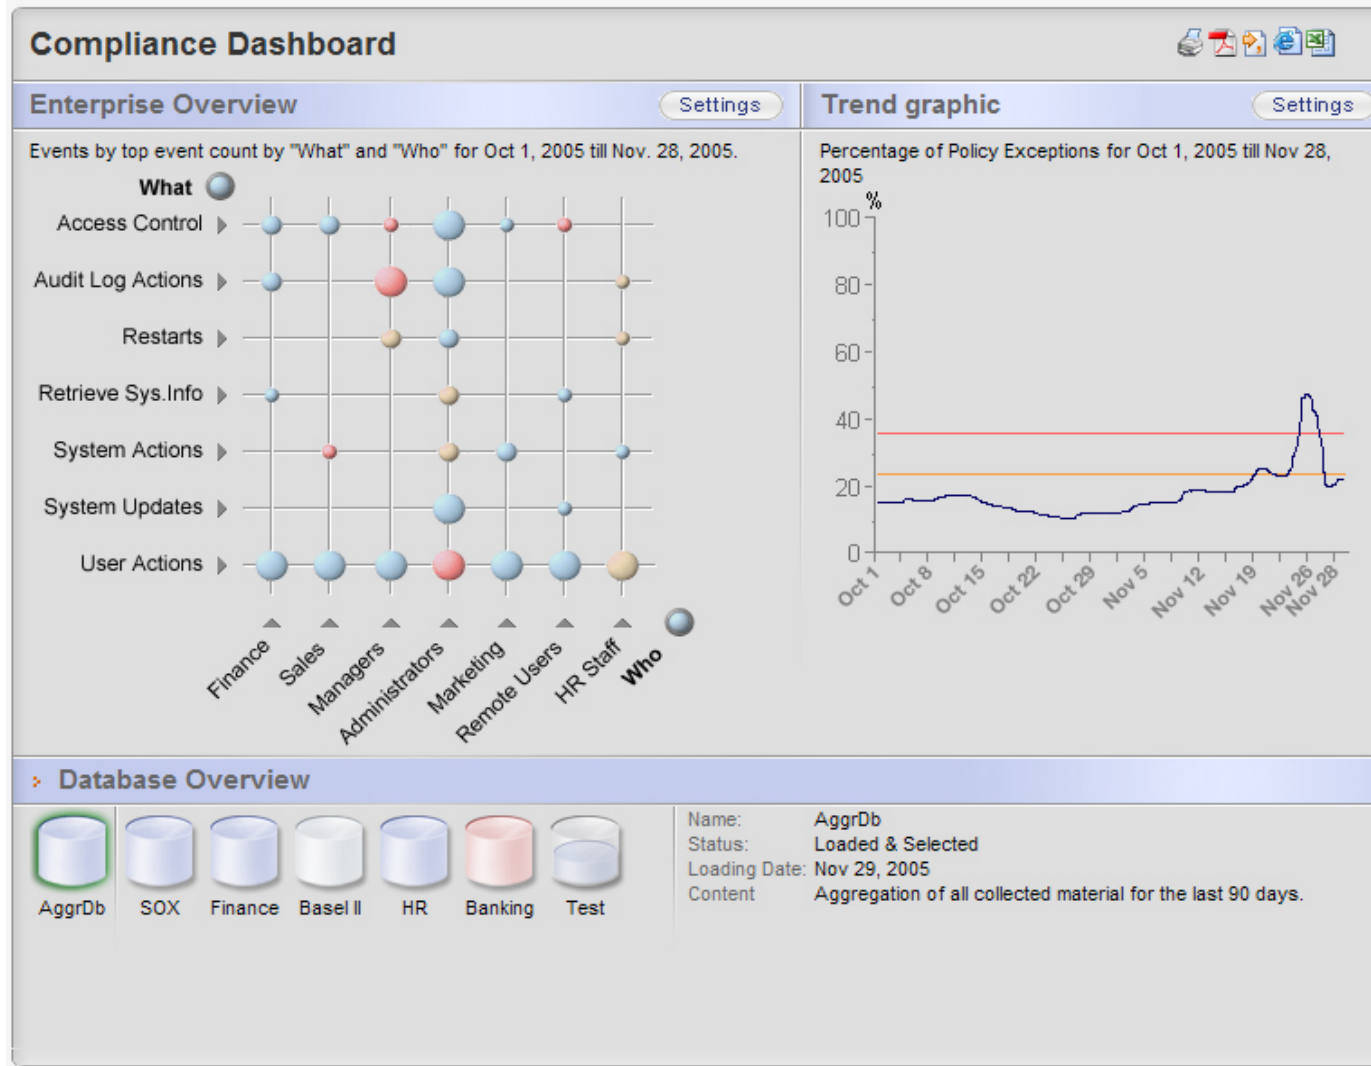 Compliance Dashboard
Enterprise Overview
Settings
Events by top event count by "What" and "Who" for Oct 1, 2005 till Nov. 28, 2005.
What
Access Control
Audit Log Actions
Restarts
Retrieve Sys.Info
System Actions
System Updates
User Actions
Finance
Sales
Managers
Administrators
Marketing
Remote Users
HR Staff
Who
Trend graphic
Settings
Percentage of Policy Exceptions for Oct 1, 2005 till Nov 28,
2005
%
100
80
60
40
20
0
Oct 1
Oct 8
Oct 15
Oct 22
Oct 29
Nov 5
Nov 12
Nov 19
Nov 26
Nov 28
Database Overview
AggrDb
SOX
Finance
Basel II
HR
Banking
Test
Name: AggrDb
Status: Loaded & Selected
Loading Date: Nov 29, 2005
Content Aggregation of all collected material for the last 90 days.